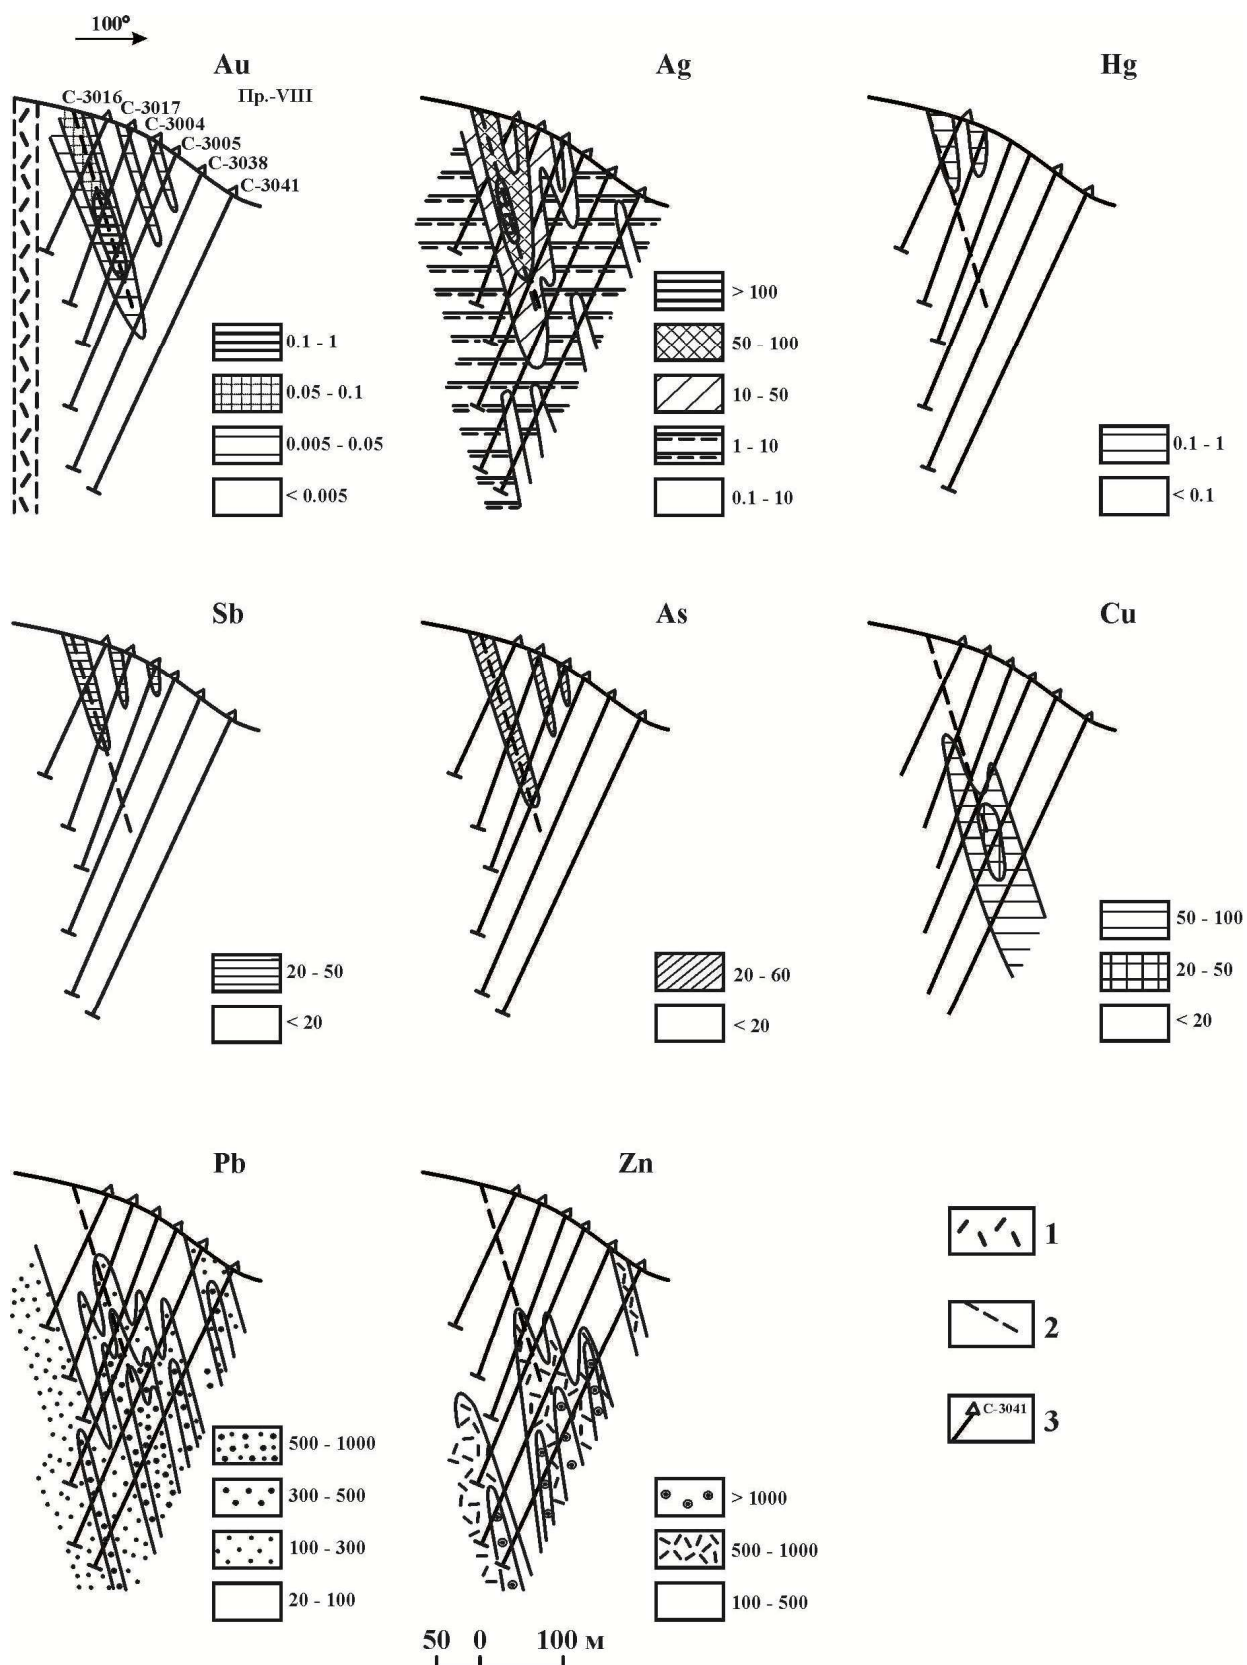 100°
Au
Ag
Hg
Пр.-VIII
С-3016
С-3017
С-3004
С-3005
С-3038
С-3041
0.1 - 1
0.05 - 0.1
0.005 - 0.05
< 0.005
> 100
50 - 100
10 - 50
1 - 10
0.1 - 10
0.1 - 1
< 0.1
Sb
As
Cu
20 - 50
< 20
20 - 60
< 20
50 - 100
20 - 50
< 20
Pb
Zn
500 - 1000
300 - 500
100 - 300
20 - 100
> 1000
500 - 1000
100 - 500
1
2
С-3041 3
50 0 100 м